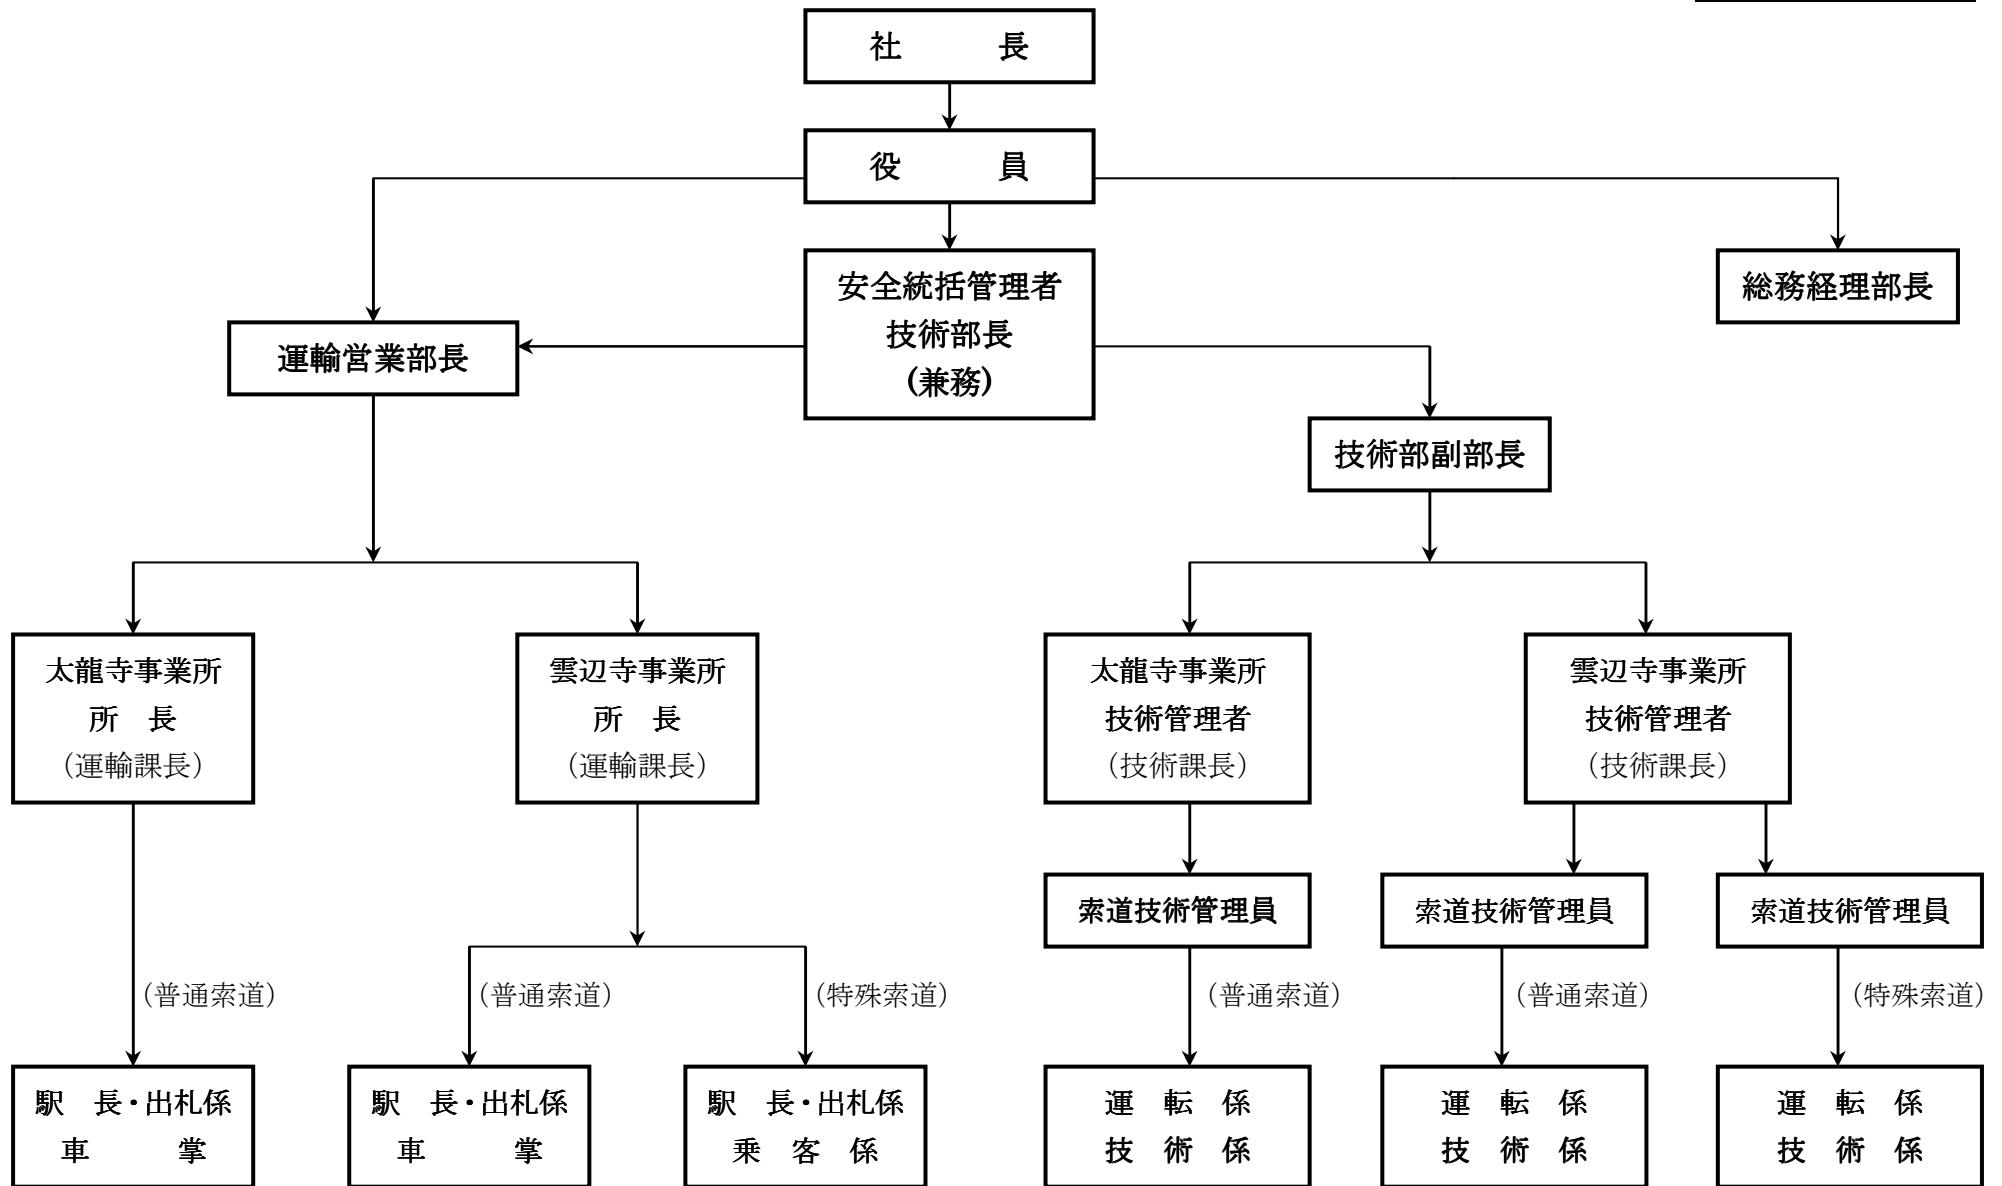 社　　　長
役　　　員
安全統括管理者
技術部長
(兼務)
総務経理部長
運輸営業部長
技術部副部長
太龍寺事業所
所　長
（運輸課長）
雲辺寺事業所
所　長
（運輸課長）
太龍寺事業所
技術管理者
（技術課長）
雲辺寺事業所
技術管理者
（技術課長）
索道技術管理員
索道技術管理員
索道技術管理員
（普通索道）
（普通索道）
（特殊索道）
（普通索道）
（普通索道）
（特殊索道）
駅　長・出札係
車　　　掌
駅　長・出札係
車　　　掌
駅　長・出札係
乗　客　係
運　転　係
技　術　係
運　転　係
技　術　係
運　転　係
技　術　係